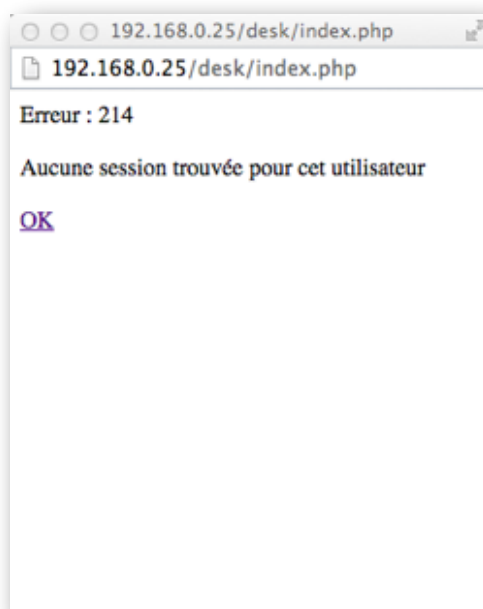 192.168.0.25/desk/index.php
192.168.0.25/desk/index.php
Erreur : 214
Aucune session trouvée pour cet utilisateur
OK